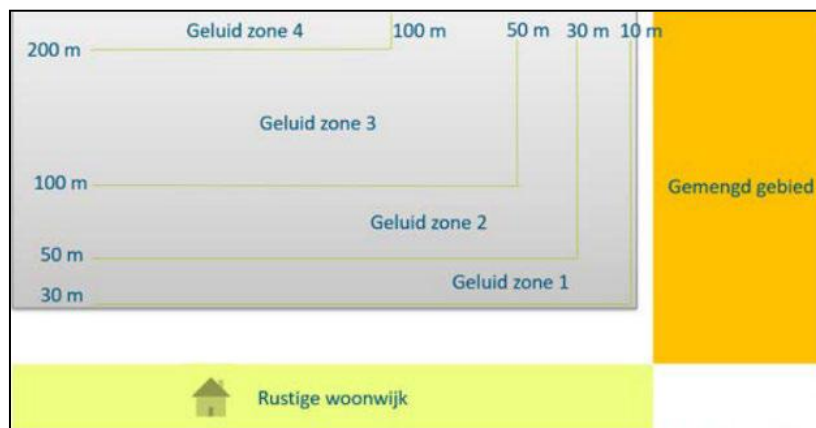 Geluid zone 4
100 m
50 m
30 m
10 m
200 m
Geluid zone 3
100 m
Gemengd gebied
Geluid zone 2
50 m
Geluid zone 1
30 m
Rustige woonwijk